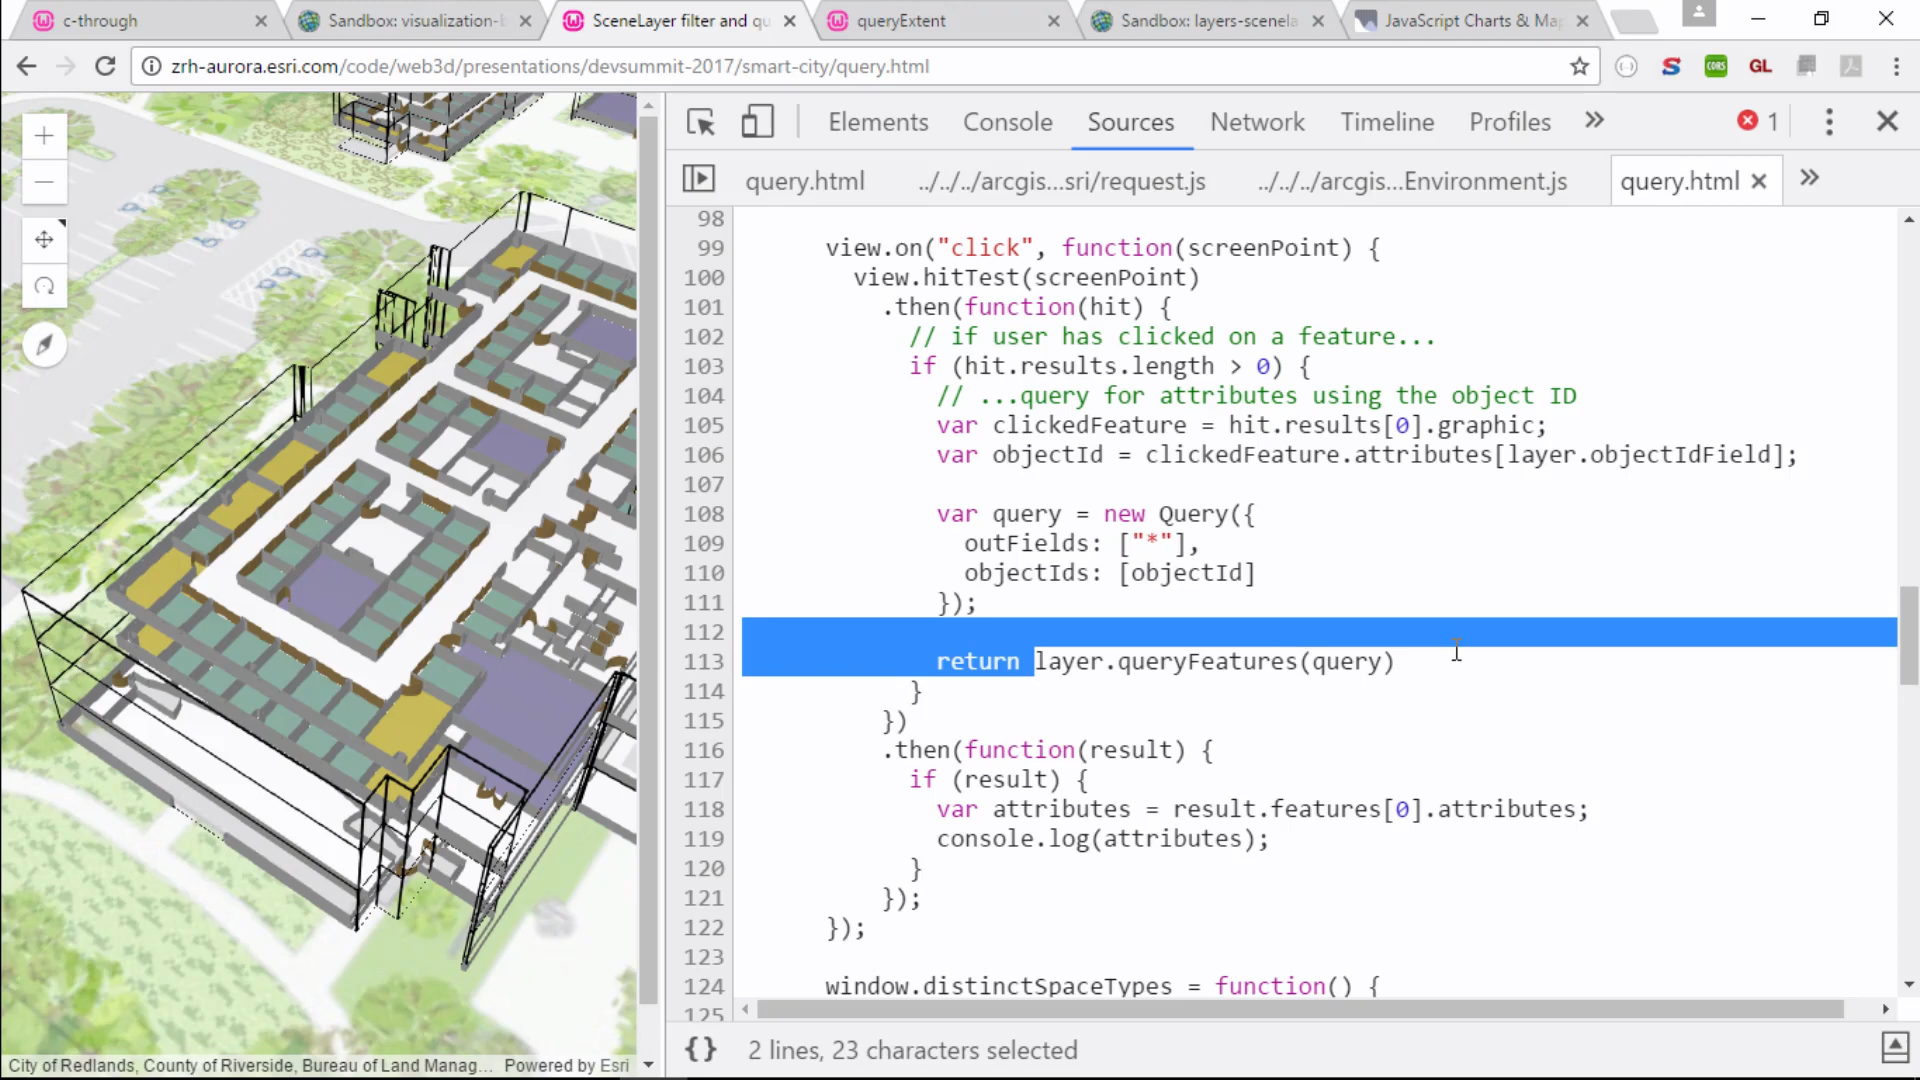 c-through
Sandbox: visualization-b
SceneLayer filter and qu
queryExtent
Sandbox: layers-scenela
JavaScript Charts & Map
zrh-aurora.esri.com/code/web3d/presentations/devsummit-2017/smart-city/query.html
S
CORS
GL
Elements
Console
Sources
Network
Timeline
Profiles
1
query.html
../../../arcgis...sri/request.js
../../../arcgis...Environment.js
query.html
98
99 view.on("click", function(screenPoint) {
100 view.hitTest(screenPoint)
101 .then(function(hit) {
102 // if user has clicked on a feature...
103 if (hit.results.length > 0) {
104 // ...query for attributes using the object ID
105 var clickedFeature = hit.results[0].graphic;
106 var objectId = clickedFeature.attributes[layer.objectIdField];
107
108 var query = new Query({
109 outFields: ["*"],
110 objectIds: [objectId]
111 });
112
113 return layer.queryFeatures(query)
114 }
115 })
116 .then(function(result) {
117 if (result) {
118 var attributes = result.features[0].attributes;
119 console.log(attributes);
120 }
121 });
122 });
123
124 window.distinctSpaceTypes = function() {
125
{} 2 lines, 23 characters selected
City of Redlands, County of Riverside, Bureau of Land Manag... Powered by Esri